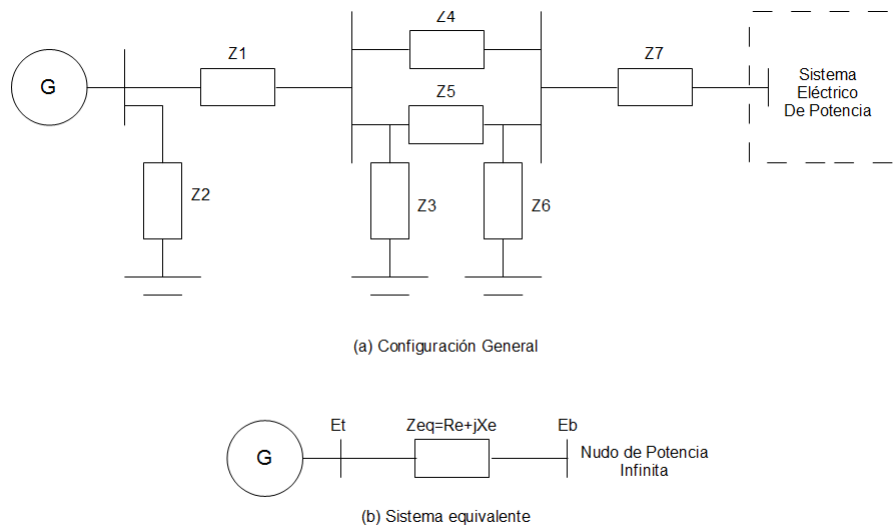 Z4
Z1
Z7
G
Sistema
Eléctrico
De Potencia
Z5
Z2
Z3
Z6
(a) Configuración General
Et
Zeq=Re+jXe
Eb
G
Nudo de Potencia
Infinita
(b) Sistema equivalente